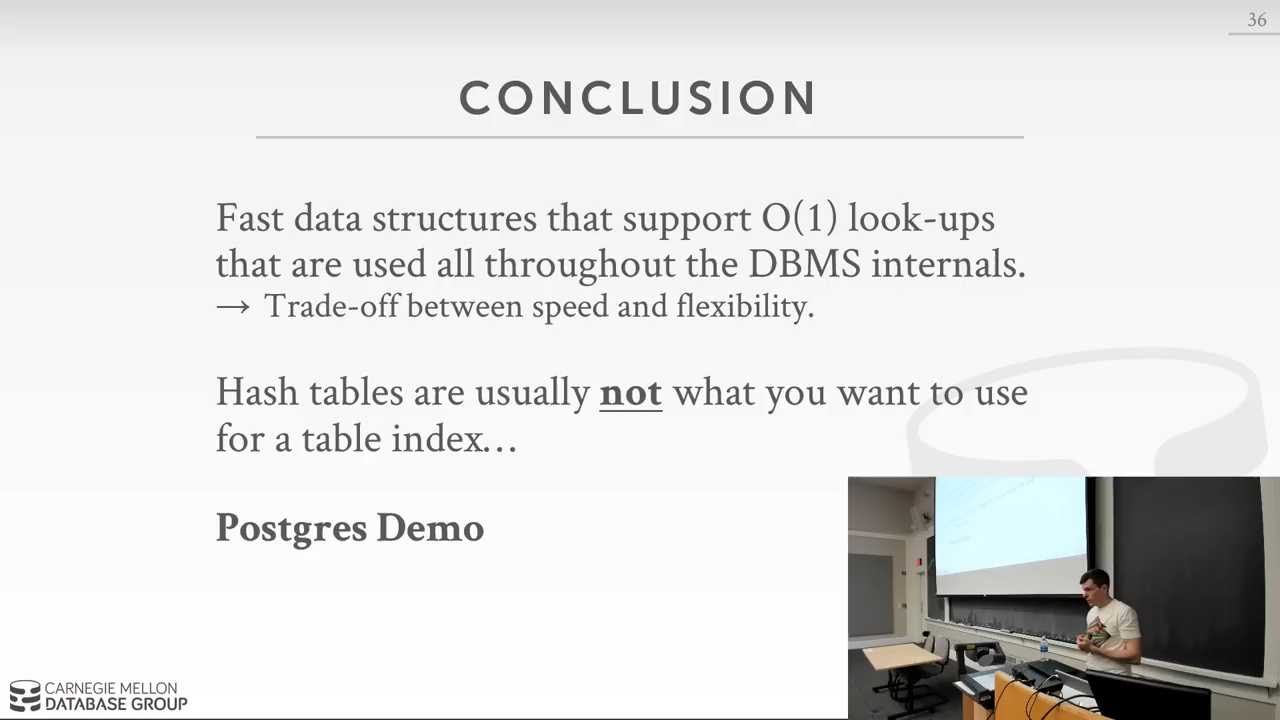 36
CONCLUSION
Fast data structures that support O(1) look-ups
that are used all throughout the DBMS internals.
→ Trade-off between speed and flexibility.
Hash tables are usually not what you want to use
for a table index…
Postgres Demo
CARNEGIE MELLON
DATABASE GROUP